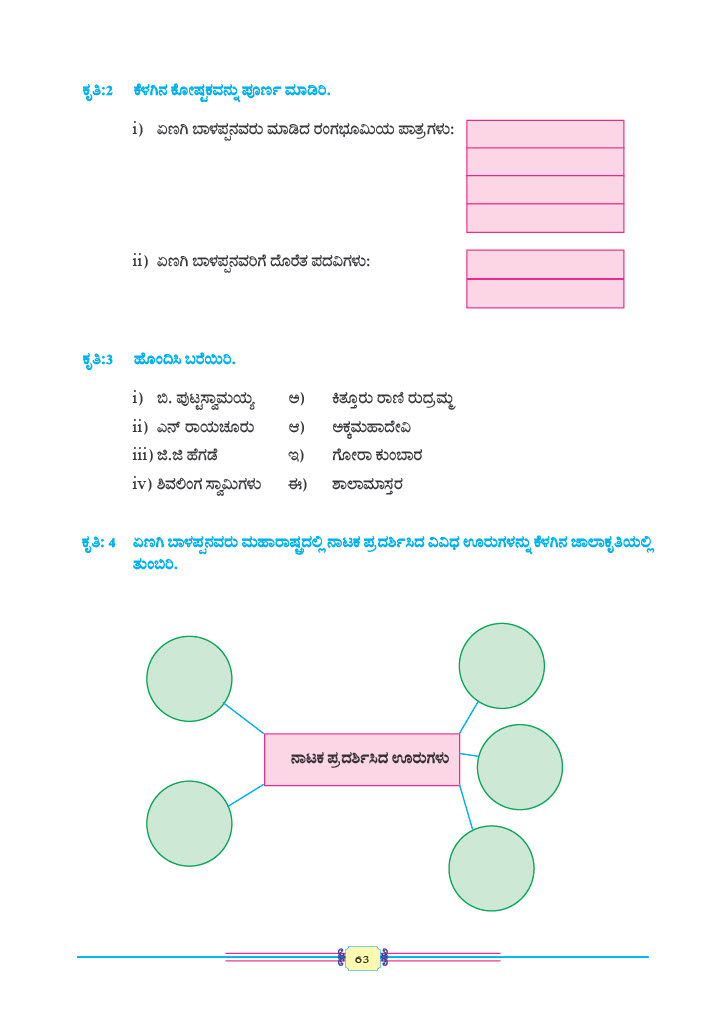 ಕೃತಿ:2 ಕೆಳಗಿನ ಕೋಷ್ಟಕವನ್ನು ಪೂರ್ಣ ಮಾಡಿರಿ.
i) ಏಣಗಿ ಬಾಳಪ್ಪನವರು ಮಾಡಿದ ರಂಗಭೂಮಿಯ ಪಾತ್ರಗಳು:
ii) ಏಣಗಿ ಬಾಳಪ್ಪನವರಿಗೆ ದೊರೆತ ಪದವಿಗಳು:
ಕೃತಿ:3 ಹೊಂದಿಸಿ ಬರೆಯಿರಿ.
i) ಬಿ. ಪುಟ್ಟಸ್ವಾಮಯ್ಯ ಅ) ಕಿತ್ತೂರು ರಾಣಿ ರುದ್ರಮ್ಮ
ii) ಎನ್ ರಾಯಚೂರು ಆ) ಅಕ್ಕಮಹಾದೇವಿ
iii) ಜಿ.ಜಿ ಹೆಗಡೆ ಇ) ಗೋರಾ ಕುಂಬಾರ
iv) ಶಿವಲಿಂಗ ಸ್ವಾಮಿಗಳು ಈ) ಶಾಲಾಮಾಸ್ತರ
ಕೃತಿ: 4 ಏಣಗಿ ಬಾಳಪ್ಪನವರು ಮಹಾರಾಷ್ಟ್ರದಲ್ಲಿ ನಾಟಕ ಪ್ರದರ್ಶಿಸಿದ ವಿವಿಧ ಊರುಗಳನ್ನು ಕೆಳಗಿನ ಜಾಲಾಕೃತಿಯಲ್ಲಿ
ತುಂಬಿರಿ.
ನಾಟಕ ಪ್ರದರ್ಶಿಸಿದ ಊರುಗಳು
63